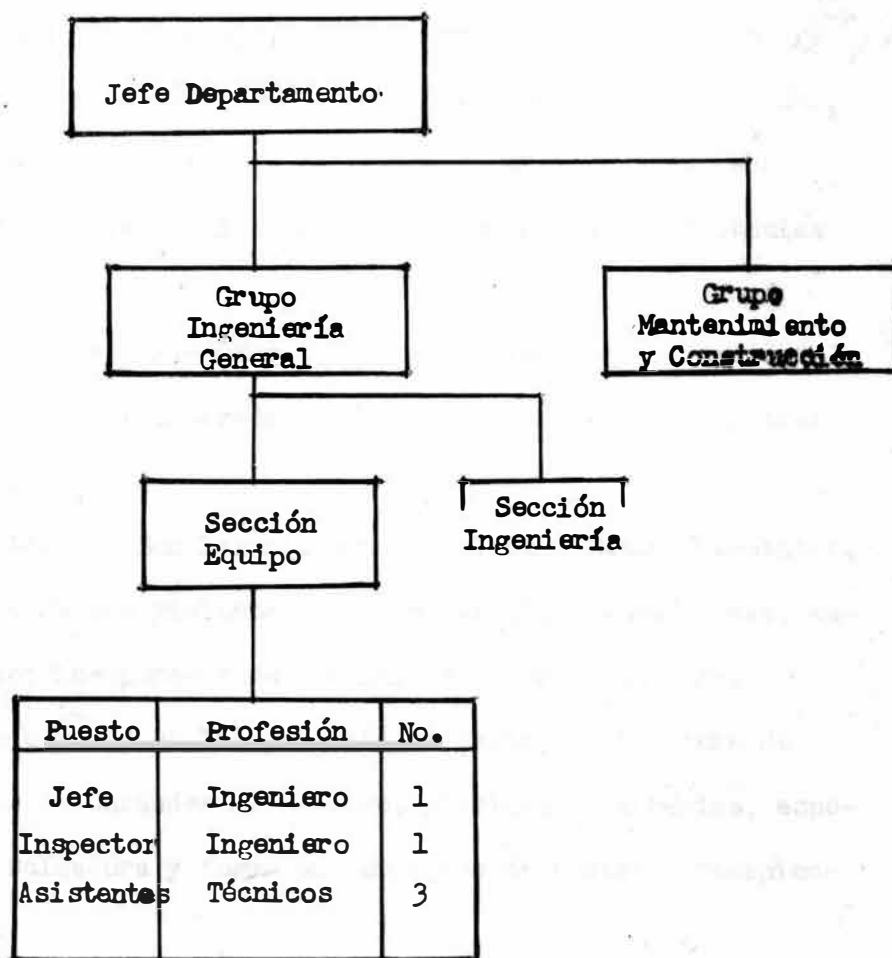 Jefe Departamento
Grupo
Ingeniería
General
Grupo
Mantenimiento
y Construcción
Sección
Equipo
Sección
Ingeniería
Puesto Profesión No.
Jefe Ingeniero 1
Inspector Ingeniero 1
Asistentes Técnicos 3